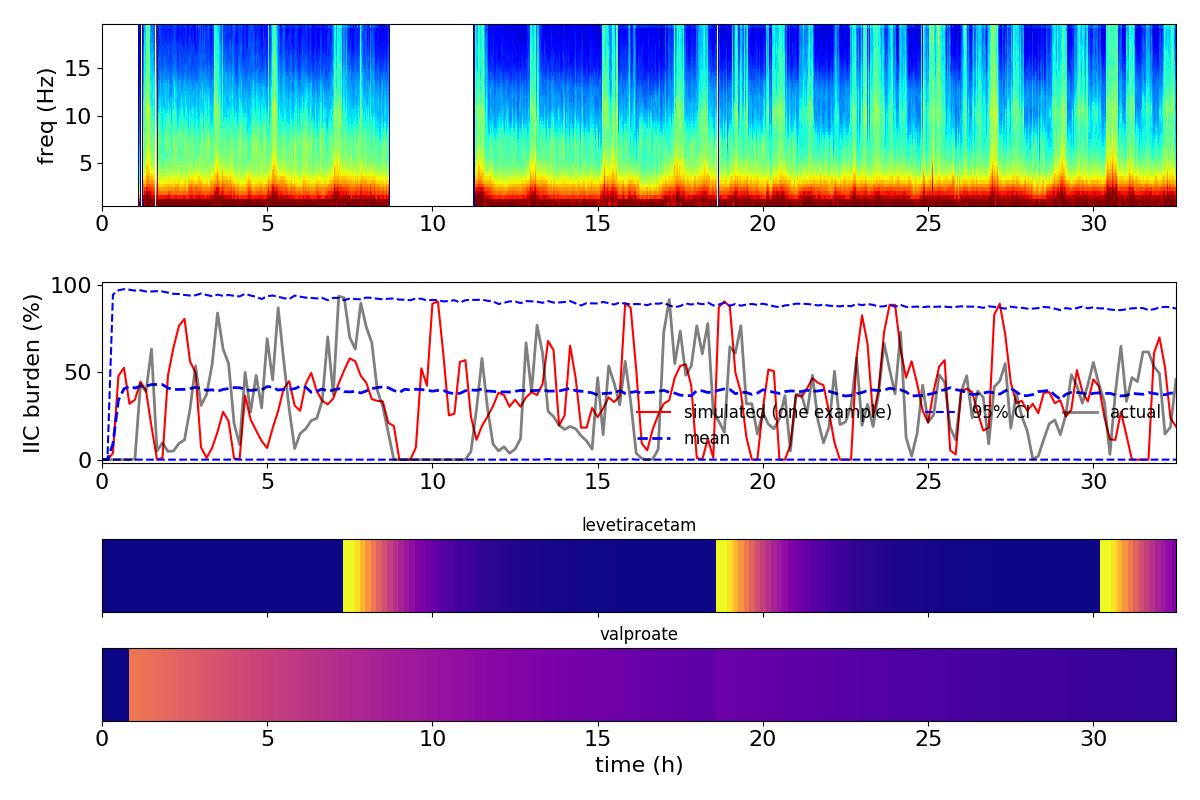 freq (Hz)
15
10
5
0 5 10 15 20 25 30
IIC burden (%)
100
50
0
simulated (one example) 95% CI actual
mean
0 5 10 15 20 25 30
levetiracetam
valproate
0 5 10 15 20 25 30
time (h)